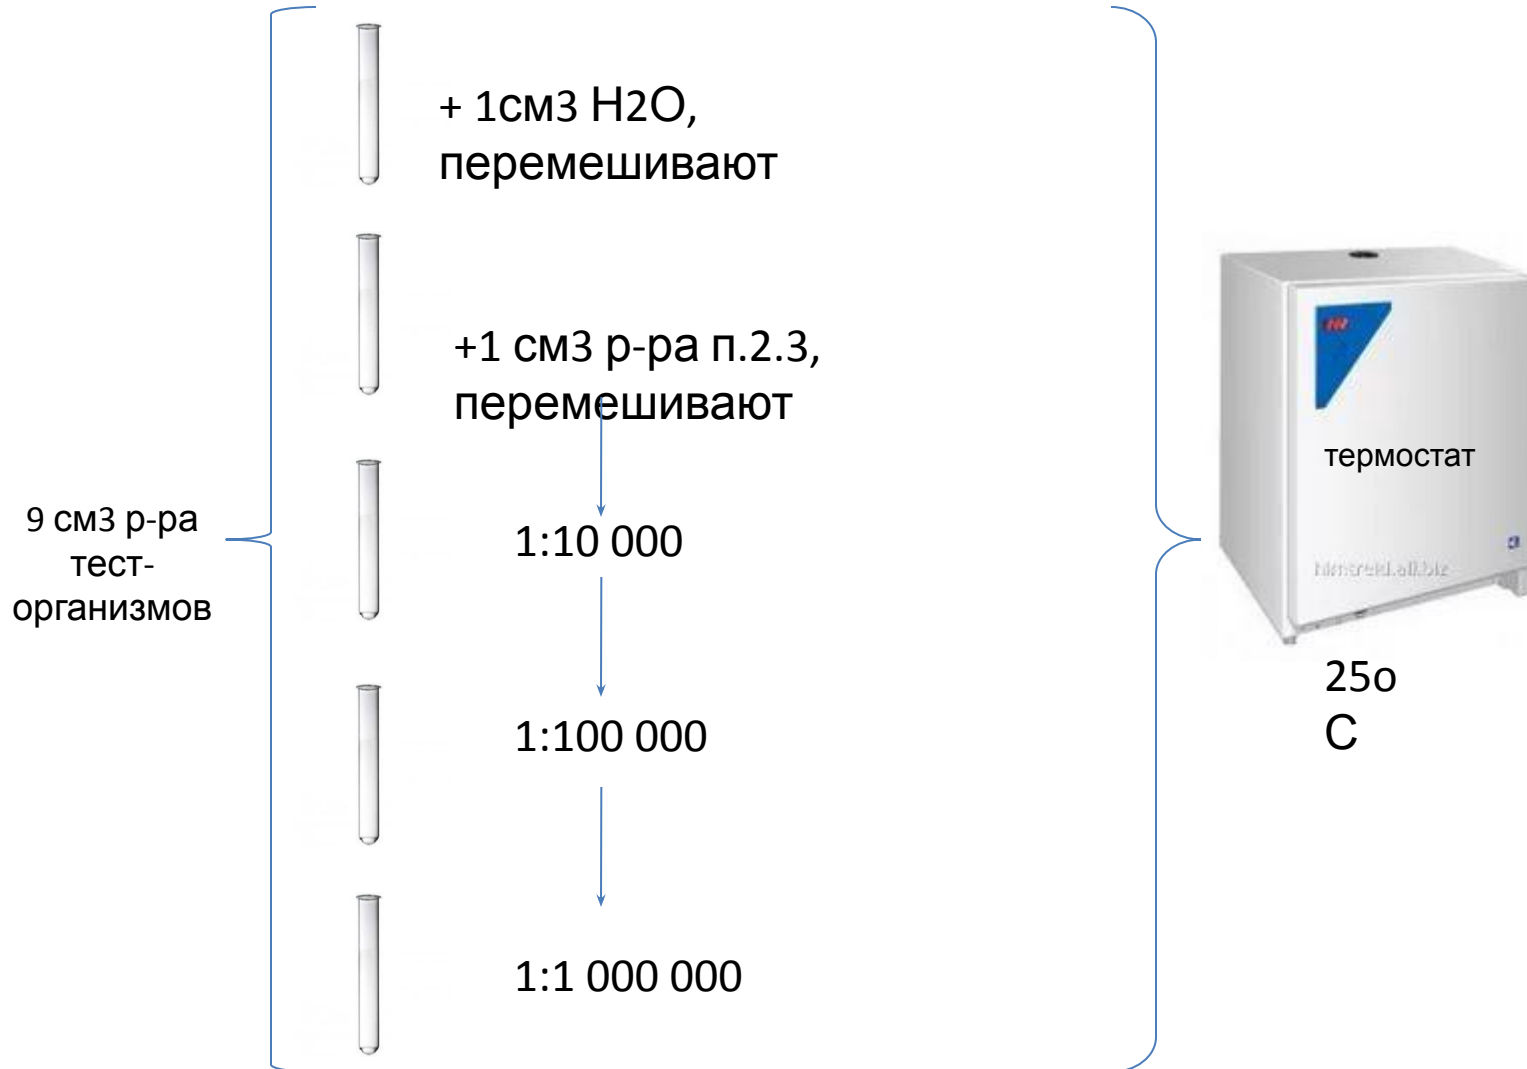 + 1см3 Н2О,
перемешивают
+1 см3 р-ра п.2.3,
перемешивают
9 см3 р-ра
тест-
организмов
1:10 000
1:100 000
1:1 000 000
термостат
25о
С